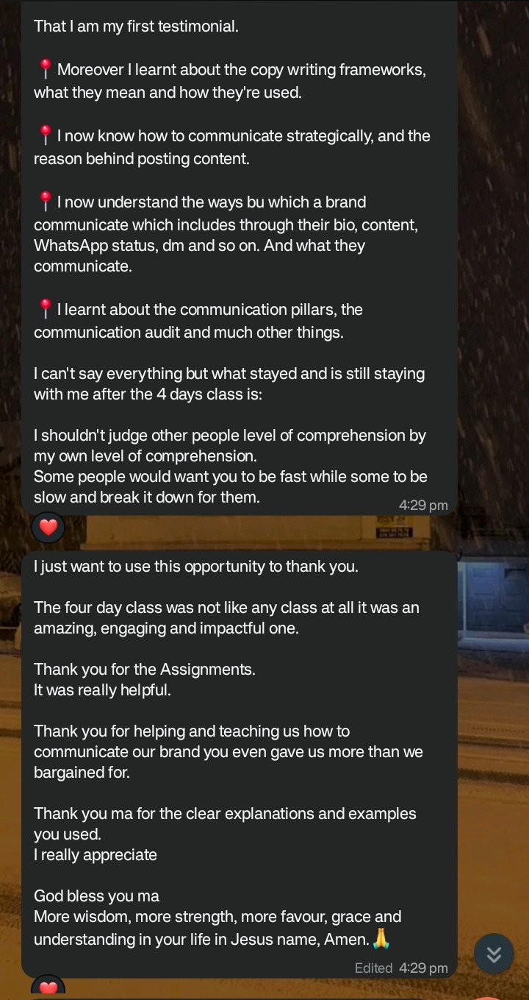 That I am my first testimonial.
📍 Moreover I learnt about the copy writing frameworks,
what they mean and how they're used.
📍 I now know how to communicate strategically, and the
reason behind posting content.
📍 I now understand the ways bu which a brand
communicate which includes through their bio, content,
WhatsApp status, dm and so on. And what they
communicate.
📍 I learnt about the communication pillars, the
communication audit and much other things.
I can't say everything but what stayed and is still staying
with me after the 4 days class is:
I shouldn't judge other people level of comprehension by
my own level of comprehension.
Some people would want you to be fast while some to be
slow and break it down for them.
4:29 pm
❤️
I just want to use this opportunity to thank you.
The four day class was not like any class at all it was an
amazing, engaging and impactful one.
Thank you for the Assignments.
It was really helpful.
Thank you for helping and teaching us how to
communicate our brand you even gave us more than we
bargained for.
Thank you ma for the clear explanations and examples
you used.
I really appreciate
God bless you ma
More wisdom, more strength, more favour, grace and
understanding in your life in Jesus name, Amen. 🙏
Edited 4:29 pm
❤️